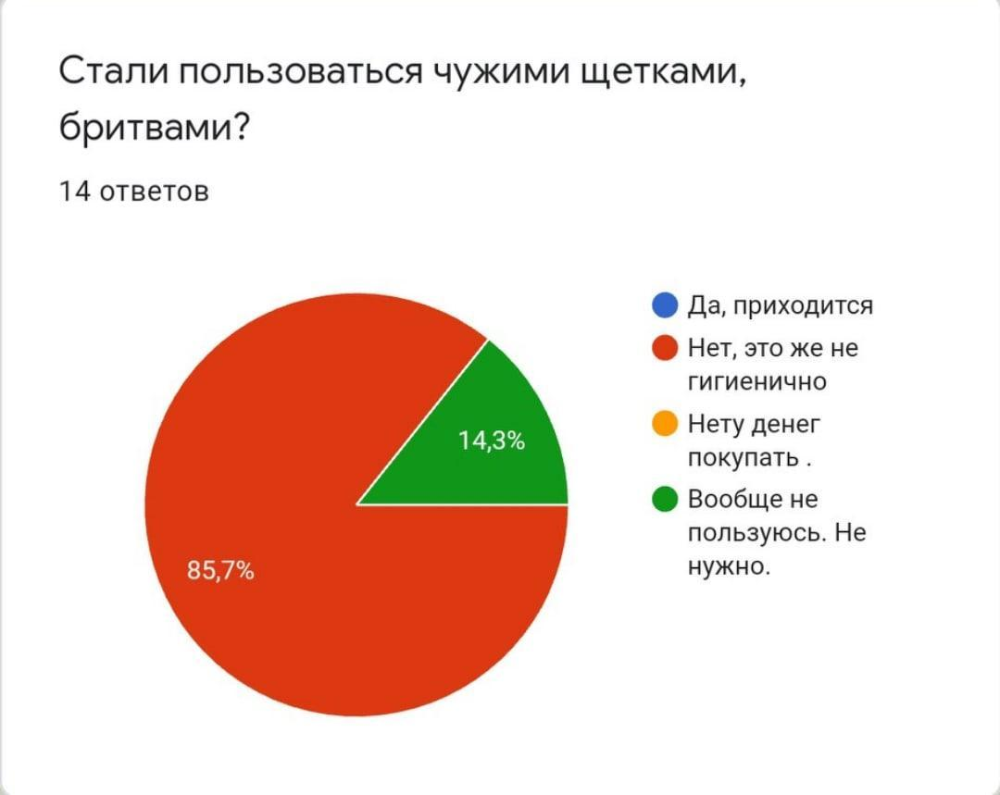 Стали пользоваться чужими щетками,
бритвами?
14 ответов
14,3%
85,7%
Да, приходится
Нет, это же не
гигиенично
Нету денег
покупать .
Вообще не
пользуюсь. Не
нужно.